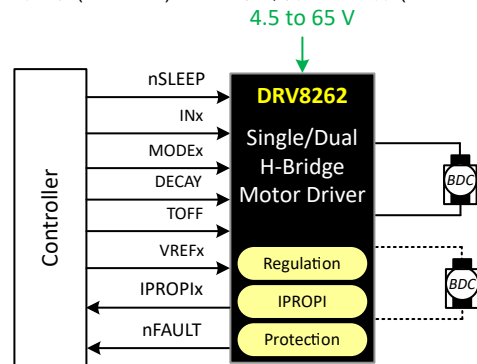 4.5 to 65 V
nSLEEP
INx
MODEx
DECAY
TOFF
VREFx
IPROPIx
nFAULT
Controller
DRV8262
Single/Dual
H-Bridge
Motor Driver
Regulation
IPROPI
Protection
BDC
BDC